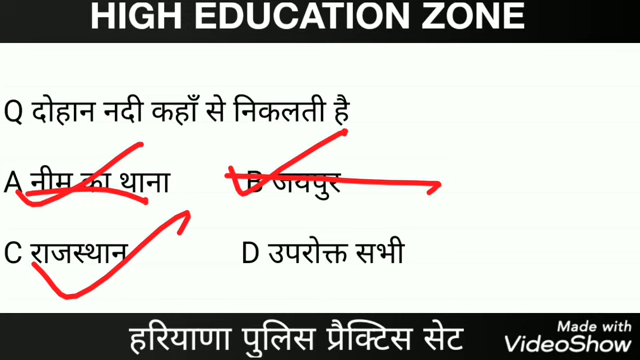 HIGH EDUCATION ZONE
Q दोहान नदी कहाँ से निकलती है
A नीम का थाना B जयपुर
C राजस्थान D उपरोक्त सभी
हरियाणा पुलिस प्रैक्टिस सेट
Made with
VideoShow